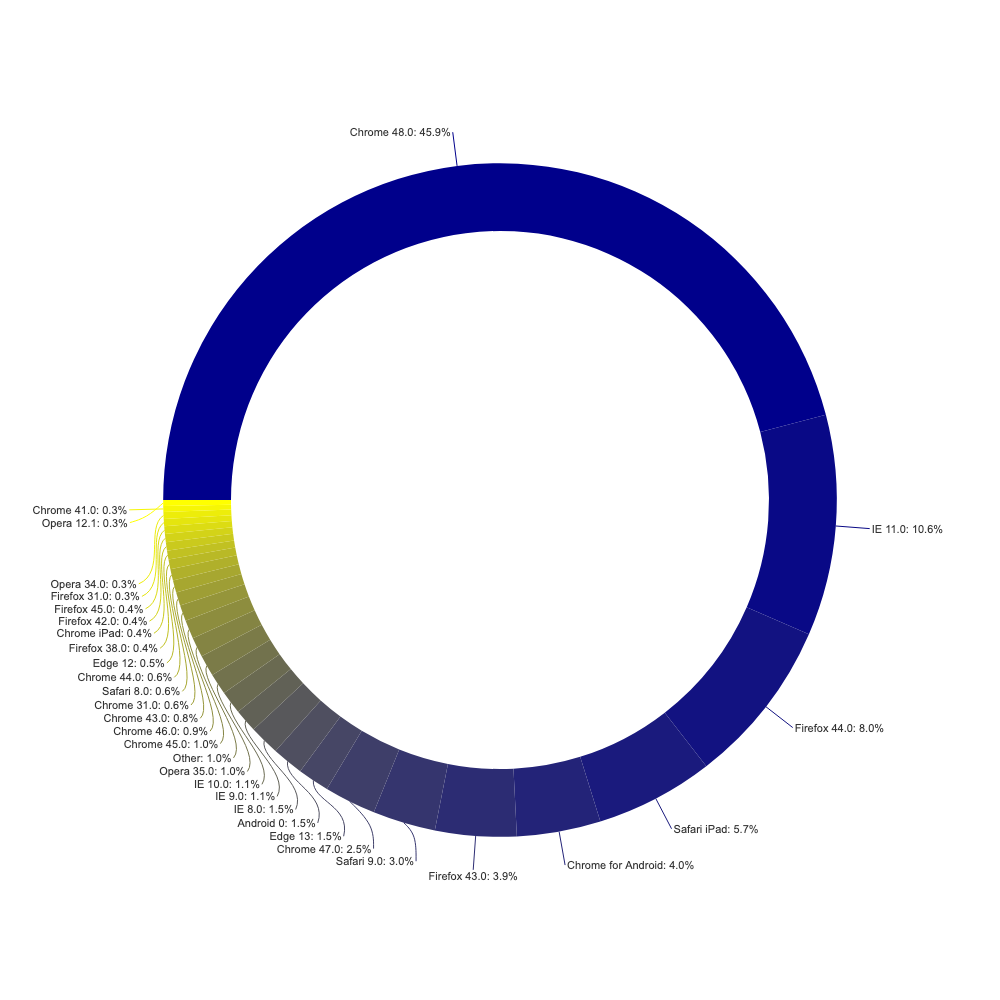 Chrome 48.0: 45.9%
IE 11.0: 10.6%
Firefox 44.0: 8.0%
Safari iPad: 5.7%
Chrome for Android: 4.0%
Firefox 43.0: 3.9%
Safari 9.0: 3.0%
Chrome 47.0: 2.5%
Edge 13: 1.5%
Android 0: 1.5%
IE 8.0: 1.5%
IE 9.0: 1.1%
IE 10.0: 1.1%
Opera 35.0: 1.0%
Other: 1.0%
Chrome 45.0: 1.0%
Chrome 46.0: 0.9%
Chrome 43.0: 0.8%
Chrome 31.0: 0.6%
Safari 8.0: 0.6%
Chrome 44.0: 0.6%
Edge 12: 0.5%
Firefox 38.0: 0.4%
Chrome iPad: 0.4%
Firefox 42.0: 0.4%
Firefox 45.0: 0.4%
Firefox 31.0: 0.3%
Opera 34.0: 0.3%
Opera 12.1: 0.3%
Chrome 41.0: 0.3%